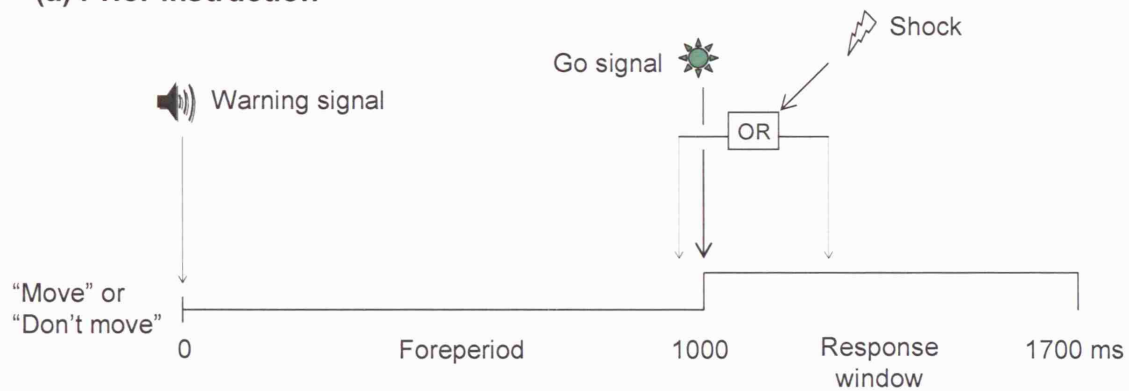 Shock
Go signal
Warning signal
OR
“Move” or
“Don't move”
0
Foreperiod
1000
Response
window
1700 ms